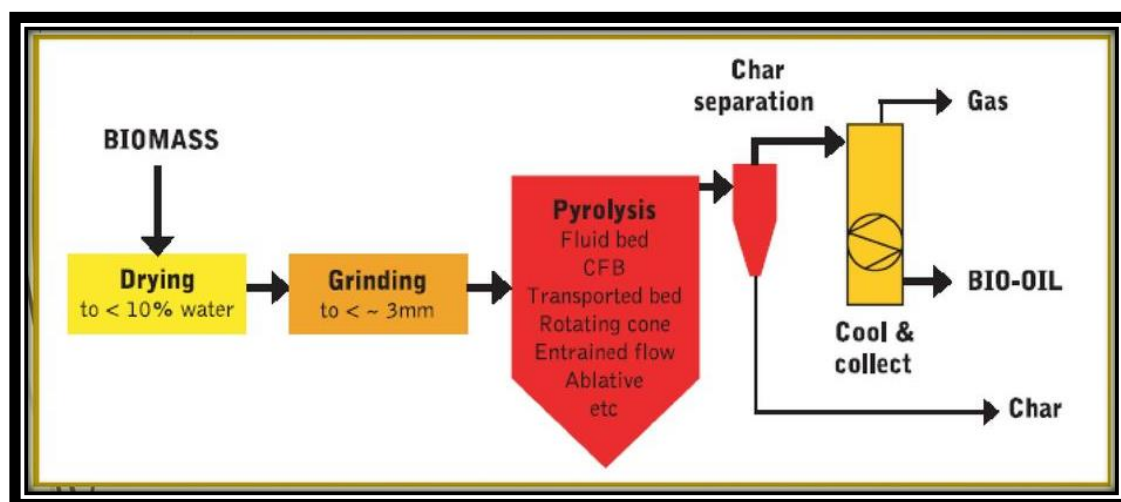 BIOMASS
Drying
to < 10% water
Grinding
to < ~ 3mm
Pyrolysis
Fluid bed
CFB
Transported bed
Rotating cone
Entrained flow
Ablative
etc
Char
separation
Gas
BIO-OIL
Cool &
collect
Char